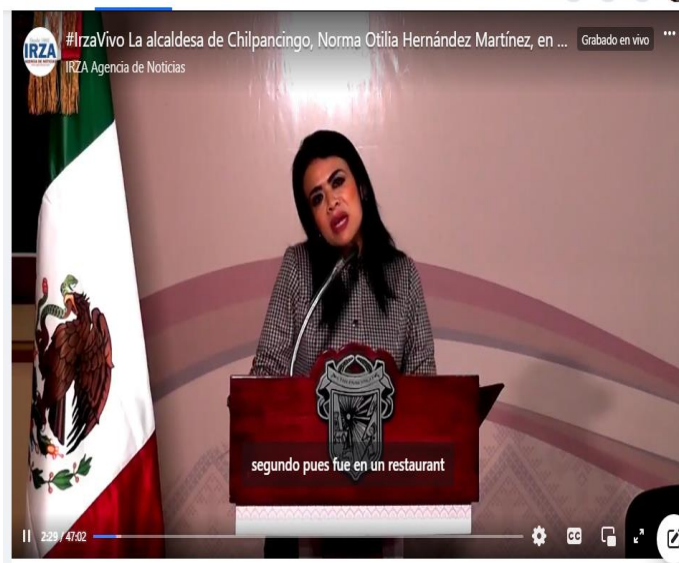 IRZA
#IrzaVivo La alcaldesa de Chilpancingo, Norma Otilia Hernández Martínez, en ...
Grabado en vivo
IRZA Agencia de Noticias
segundo pues fue en un restaurant
2:29 / 47:02
CC